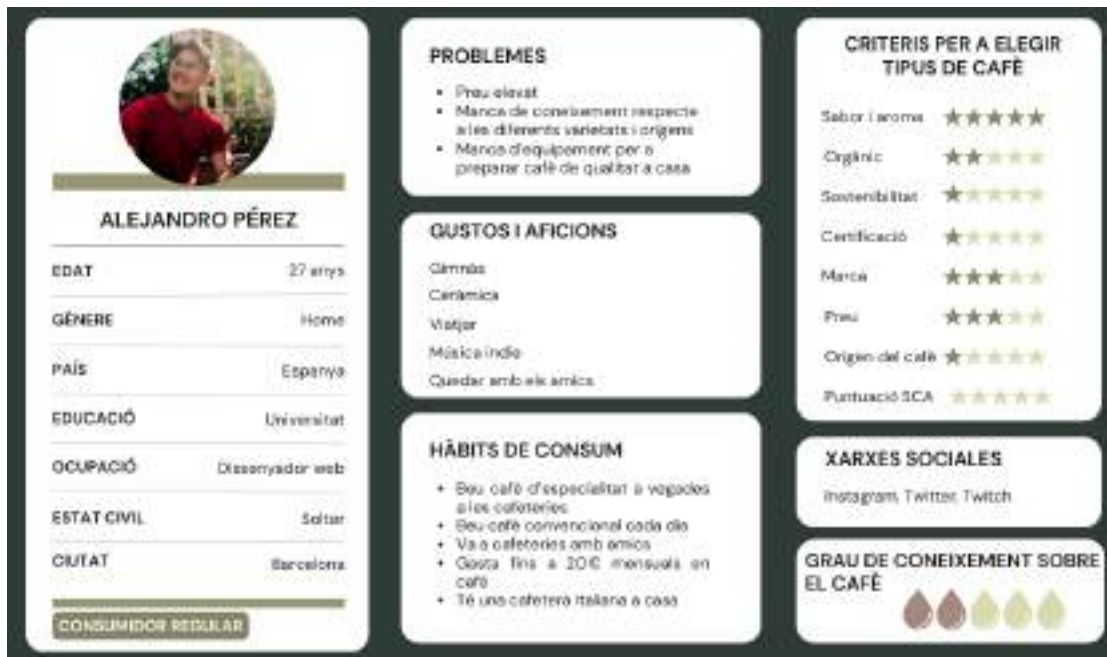 ALEJANDRO PÉREZ
EDAT 27 anys
GÈNERE Home
PAÍS Espanya
EDUCACIÓ Universitat
OCUPACIÓ Dissenyador web
ESTAT CIVIL Solter
CIUTAT Barcelona
CONSUMIDOR REGULAR
PROBLEMES
• Preu elevat
• Manca de coneixement respecte
a les diferents varietats i orígens
• Manca d'equipament per a
preparar cafè de qualitat a casa
GUSTOS I AFICIONS
Gimnàs
Ceràmica
Viatjar
Música indie
Quedar amb els amics
HÀBITS DE CONSUM
• Beu cafè d'especialitat a vegades
a les cafeteries
• Beu cafè convencional cada dia
• Va a cafeteries amb amics
• Gasta fins a 20€ mensuals en
cafè
• Té una cafetera italiana a casa
CRITERIS PER A ELEGIR
TIPUS DE CAFÈ
Sabor i aroma
Orgànic
Sostenibilitat
Certificació
Marca
Preu
Origen del cafè
Puntuació SCA
XARXES SOCIALES
Instagram, Twitter, Twitch
GRAU DE CONEIXEMENT SOBRE
EL CAFÈ